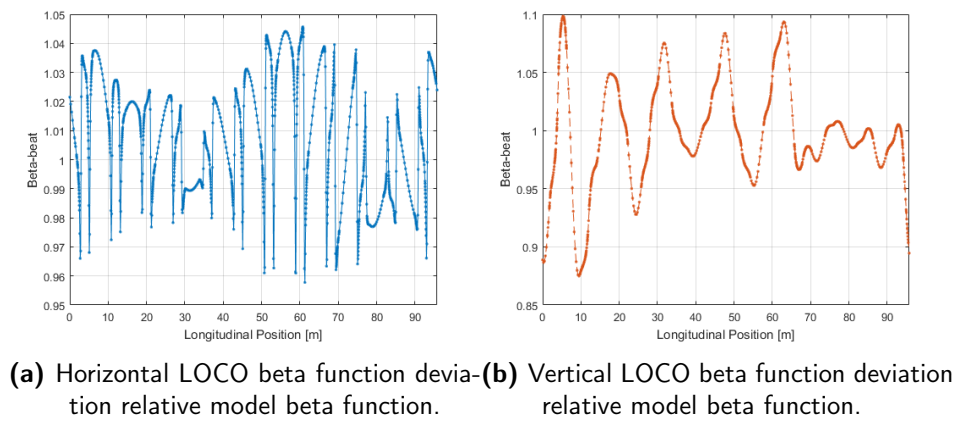 1.05
1.04
1.03
1.02
1.01
1
0.99
0.98
0.97
0.96
0.95
Beta-beat
0 10 20 30 40 50 60 70 80 90
Longitudinal Position [m]
1.1
1.05
1
0.95
0.9
0.85
Beta-beat
0 10 20 30 40 50 60 70 80 90
Longitudinal Position [m]
(a) Horizontal LOCO beta function devia-
tion relative model beta function.
(b) Vertical LOCO beta function deviation
relative model beta function.